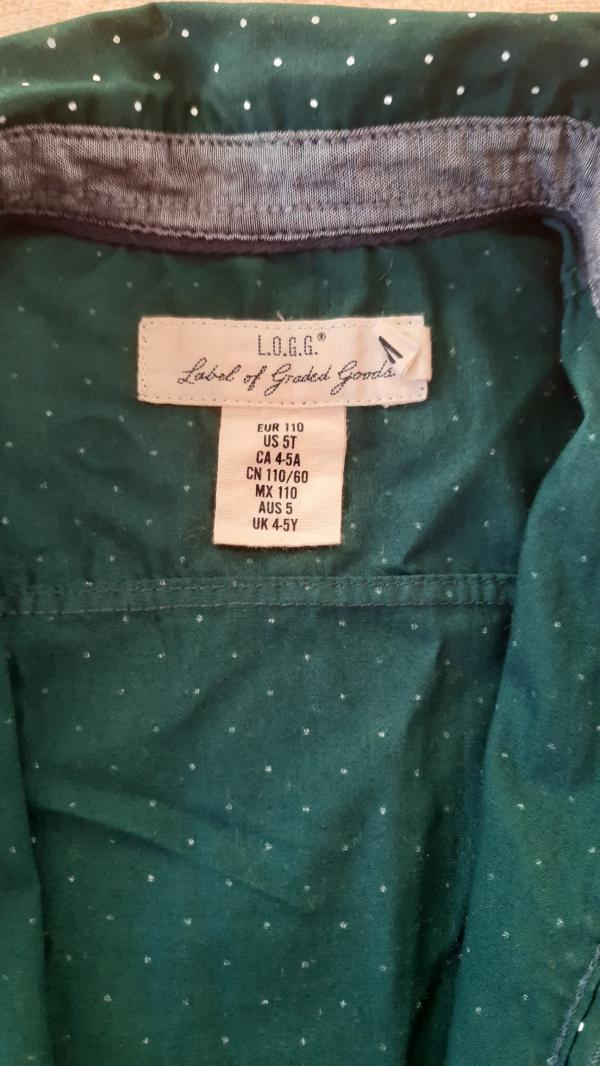 L.O.G.G.®
Label of Graded Goods
EUR 110
US 5T
CA 4-5A
CN 110/60
MX 110
AUS 5
UK 4-5Y